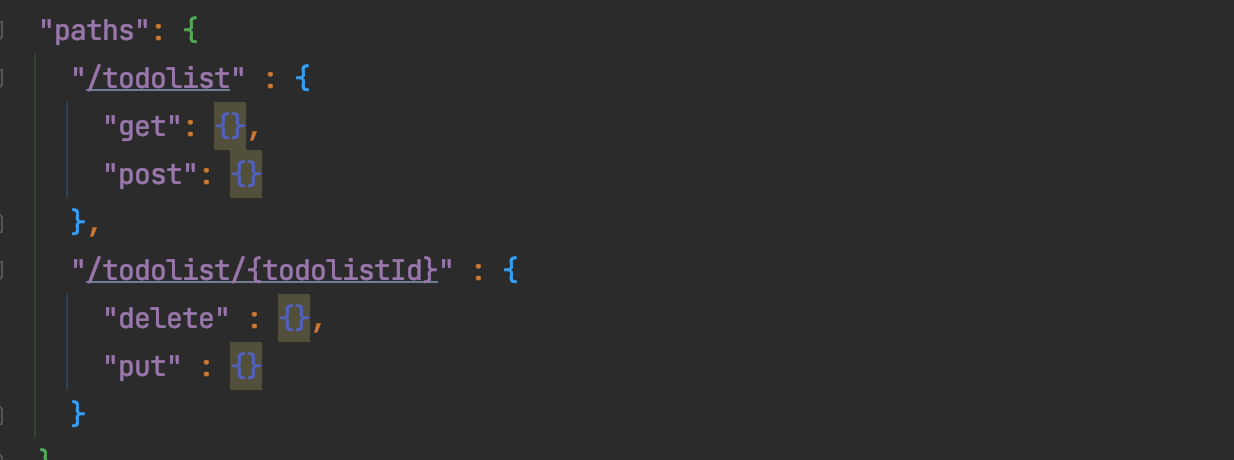 "paths": {
"/todolist" : {
"get": {},
"post": {}
},
"/todolist/{todolistId}" : {
"delete" : {},
"put" : {}
}
}